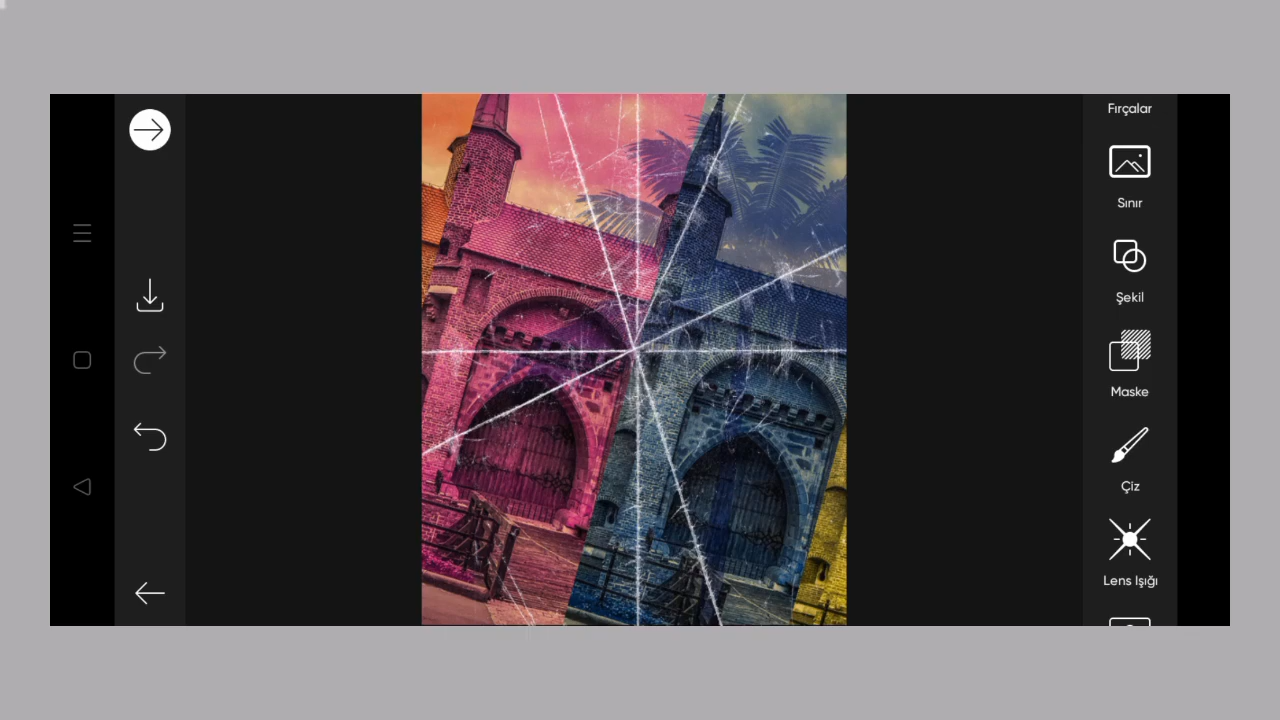 Fırçalar
Sınır
Şekil
Maske
Çiz
Lens Işığı